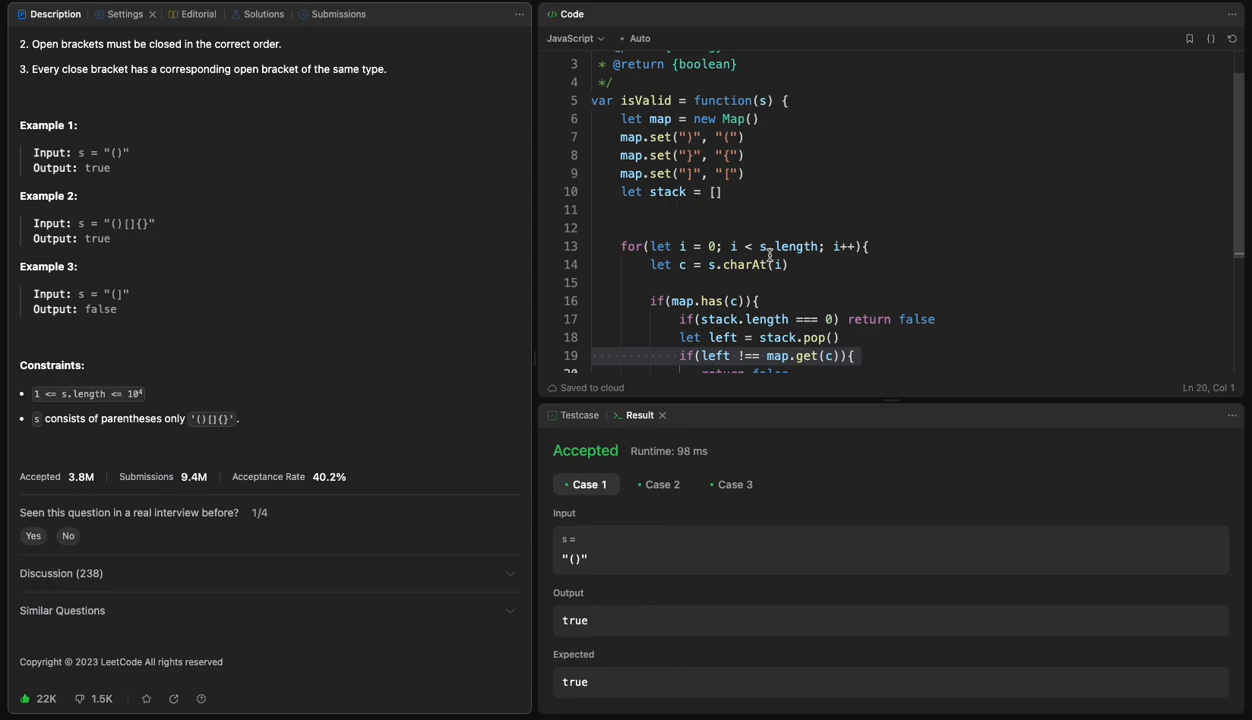 Description
Settings
Editorial
Solutions
Submissions
2. Open brackets must be closed in the correct order.
3. Every close bracket has a corresponding open bracket of the same type.
Example 1:
Input: s = "()"
Output: true
Example 2:
Input: s = "()[]{}"
Output: true
Example 3:
Input: s = "(]"
Output: false
Constraints:
1 <= s.length <= 10⁴
s consists of parentheses only '()[]{}'.
Accepted 3.8M
Submissions 9.4M
Acceptance Rate 40.2%
Seen this question in a real interview before? 1/4
Yes
No
Discussion (238)
Similar Questions
Copyright © 2023 LeetCode All rights reserved
22K
1.5K
</> Code
JavaScript
Auto
3 * @return {boolean}
4 */
5 var isValid = function(s) {
6 let map = new Map()
7 map.set(")", "(")
8 map.set("}", "{")
9 map.set("]", "[")
10 let stack = []
11
12
13 for(let i = 0; i < s.length; i++){
14 let c = s.charAt(i)
15
16 if(map.has(c)){
17 if(stack.length === 0) return false
18 let left = stack.pop()
19 if(left !== map.get(c)){
20 return false
Saved to cloud
Ln 20, Col 1
Testcase
>_ Result
Accepted Runtime: 98 ms
Case 1
Case 2
Case 3
Input
s =
"()"
Output
true
Expected
true